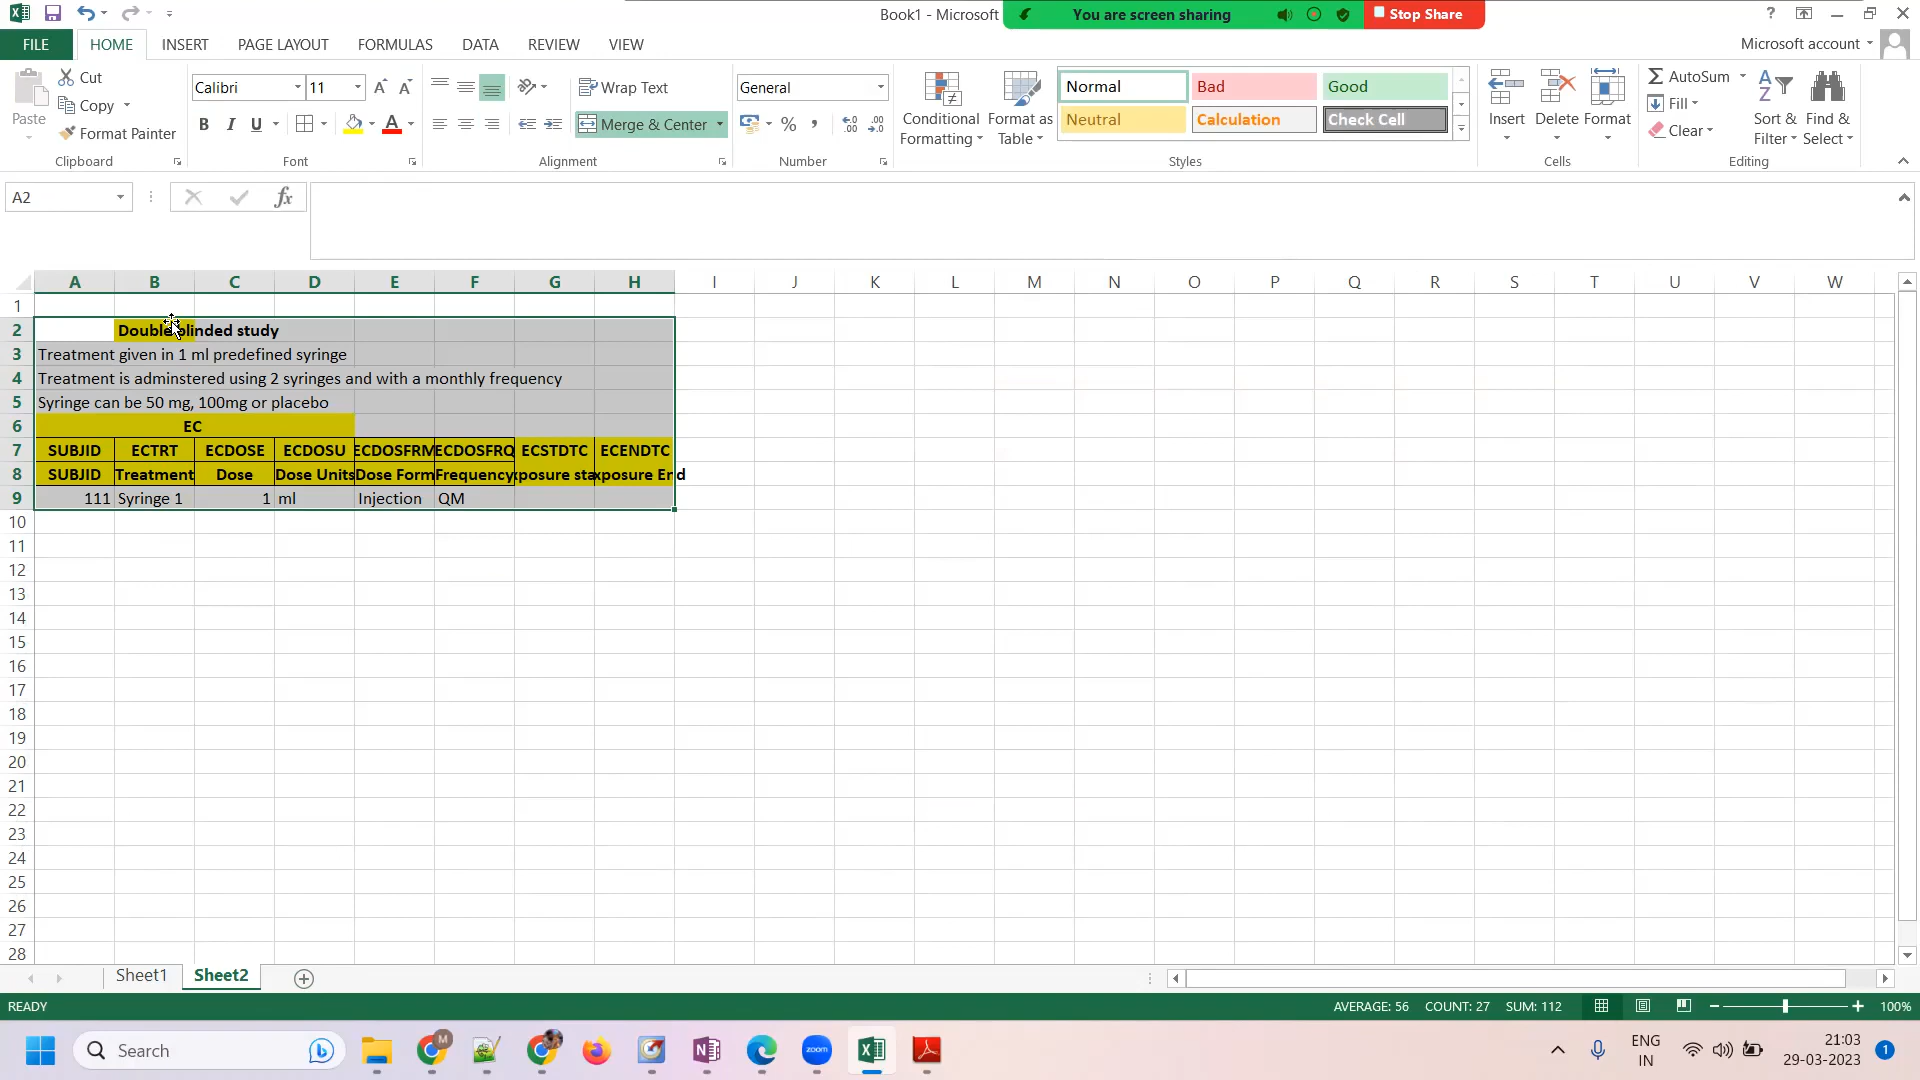 Book1 - Microsoft
You are screen sharing
Stop Share
?
FILE
HOME
INSERT
PAGE LAYOUT
FORMULAS
DATA
REVIEW
VIEW
Microsoft account
Paste
Cut
Copy
Format Painter
Clipboard
Calibri
11
B I U
Font
Wrap Text
Merge & Center
Alignment
General
%
Number
Conditional Formatting
Format as Table
Normal
Bad
Good
Neutral
Calculation
Check Cell
Styles
Insert
Delete
Format
Cells
AutoSum
Fill
Clear
Sort & Filter
Find & Select
Editing
A2
fx
A B C D E F G H I J K L M N O P Q R S T U V W
1
2 Double blinded study
3 Treatment given in 1 ml predefined syringe
4 Treatment is adminstered using 2 syringes and with a monthly frequency
5 Syringe can be 50 mg, 100mg or placebo
6 EC
7 SUBJID ECTRT ECDOSE ECDOSU ECDOSFRM ECDOSFRQ ECSTDTC ECENDTC
8 SUBJID Treatment Dose Dose Units Dose Form Frequency xposure sta xposure End
9 111 Syringe 1 1 ml Injection QM
10
11
12
13
14
15
16
17
18
19
20
21
22
23
24
25
26
27
28
Sheet1
Sheet2
READY
AVERAGE: 56 COUNT: 27 SUM: 112
100%
Search
M
zoom
ENG
IN
21:03
29-03-2023
1